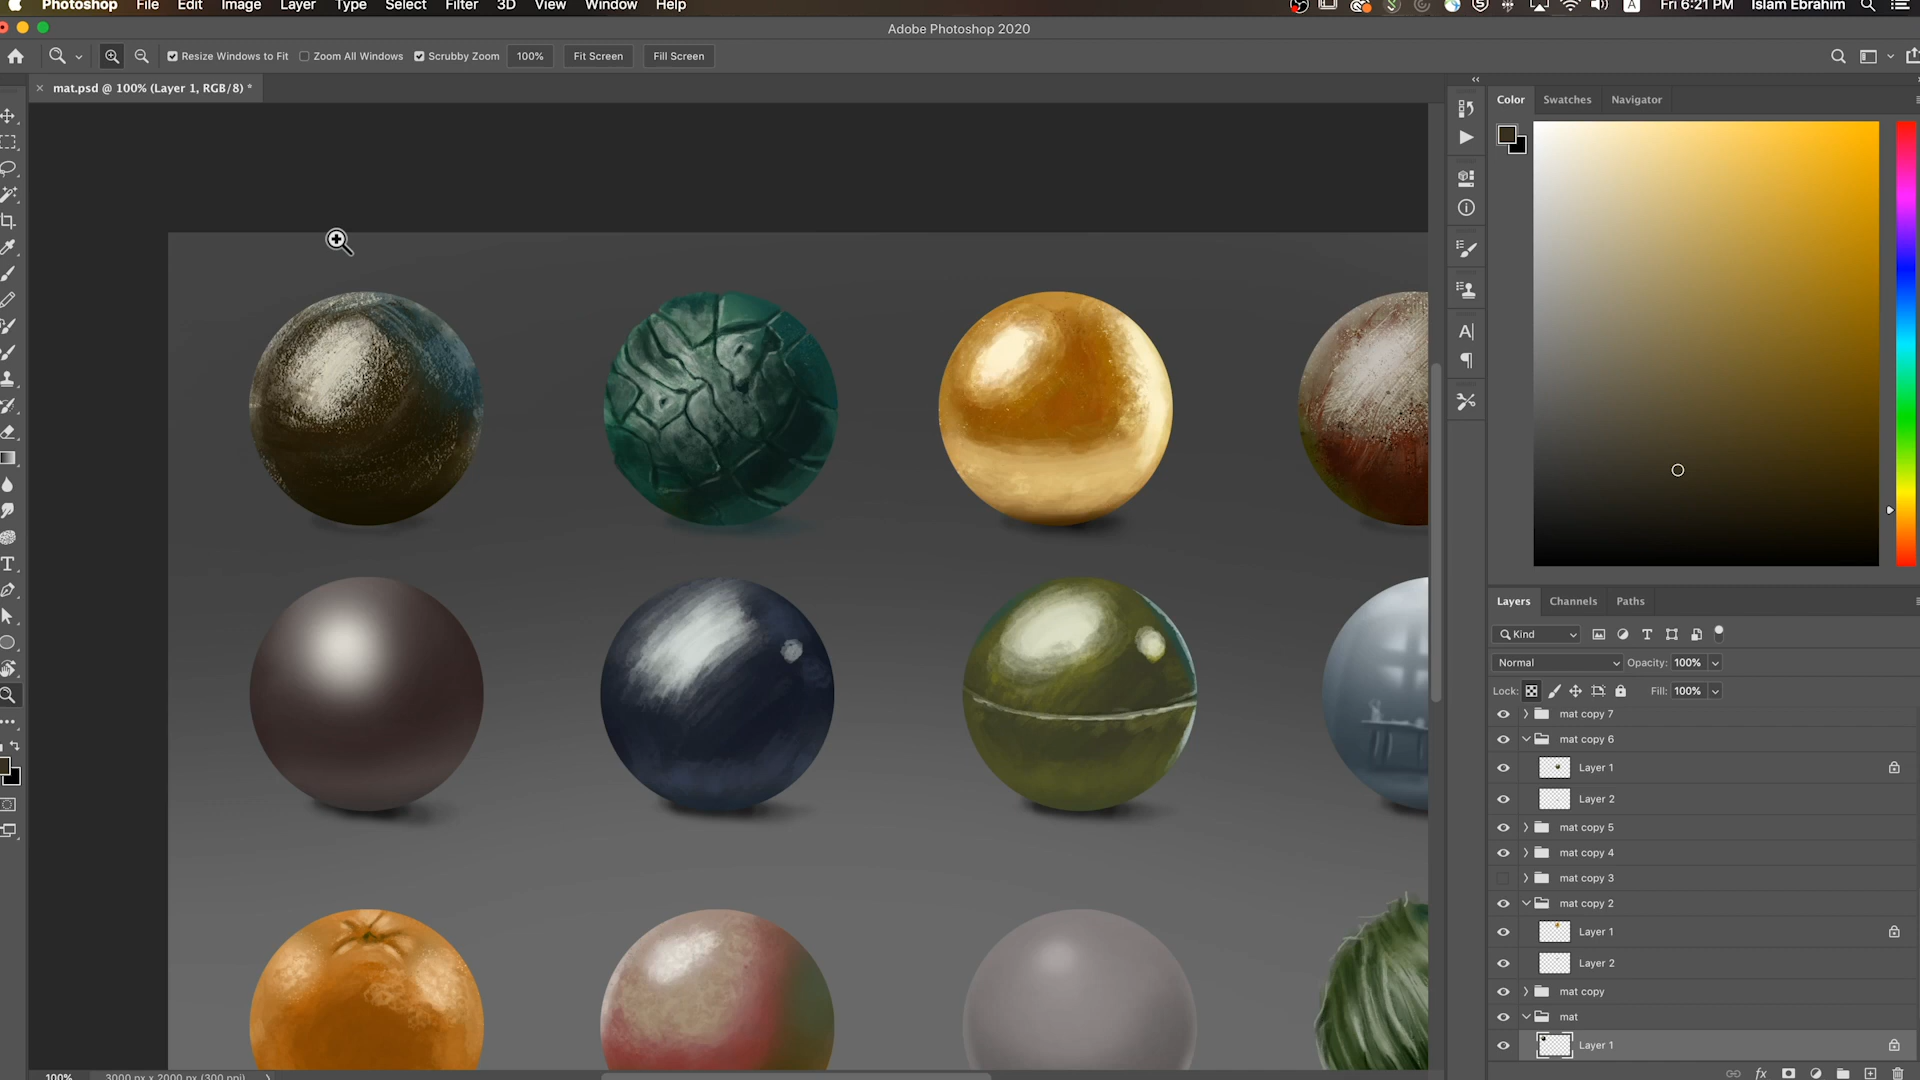 Photoshop File Edit Image Layer Type Select Filter 3D View Window Help A Fri 6:21 PM Islam Ebrahim
Adobe Photoshop 2020
Resize Windows to Fit Zoom All Windows Scrubby Zoom 100% Fit Screen Fill Screen
mat.psd @ 100% (Layer 1, RGB/8) *
Color Swatches Navigator
Layers Channels Paths
Kind
Normal Opacity: 100%
Lock: Fill: 100%
mat copy 7
mat copy 6
Layer 1
Layer 2
mat copy 5
mat copy 4
mat copy 3
mat copy 2
Layer 1
Layer 2
mat copy
mat
Layer 1
100% 3000 px x 2000 px (300 ppi)